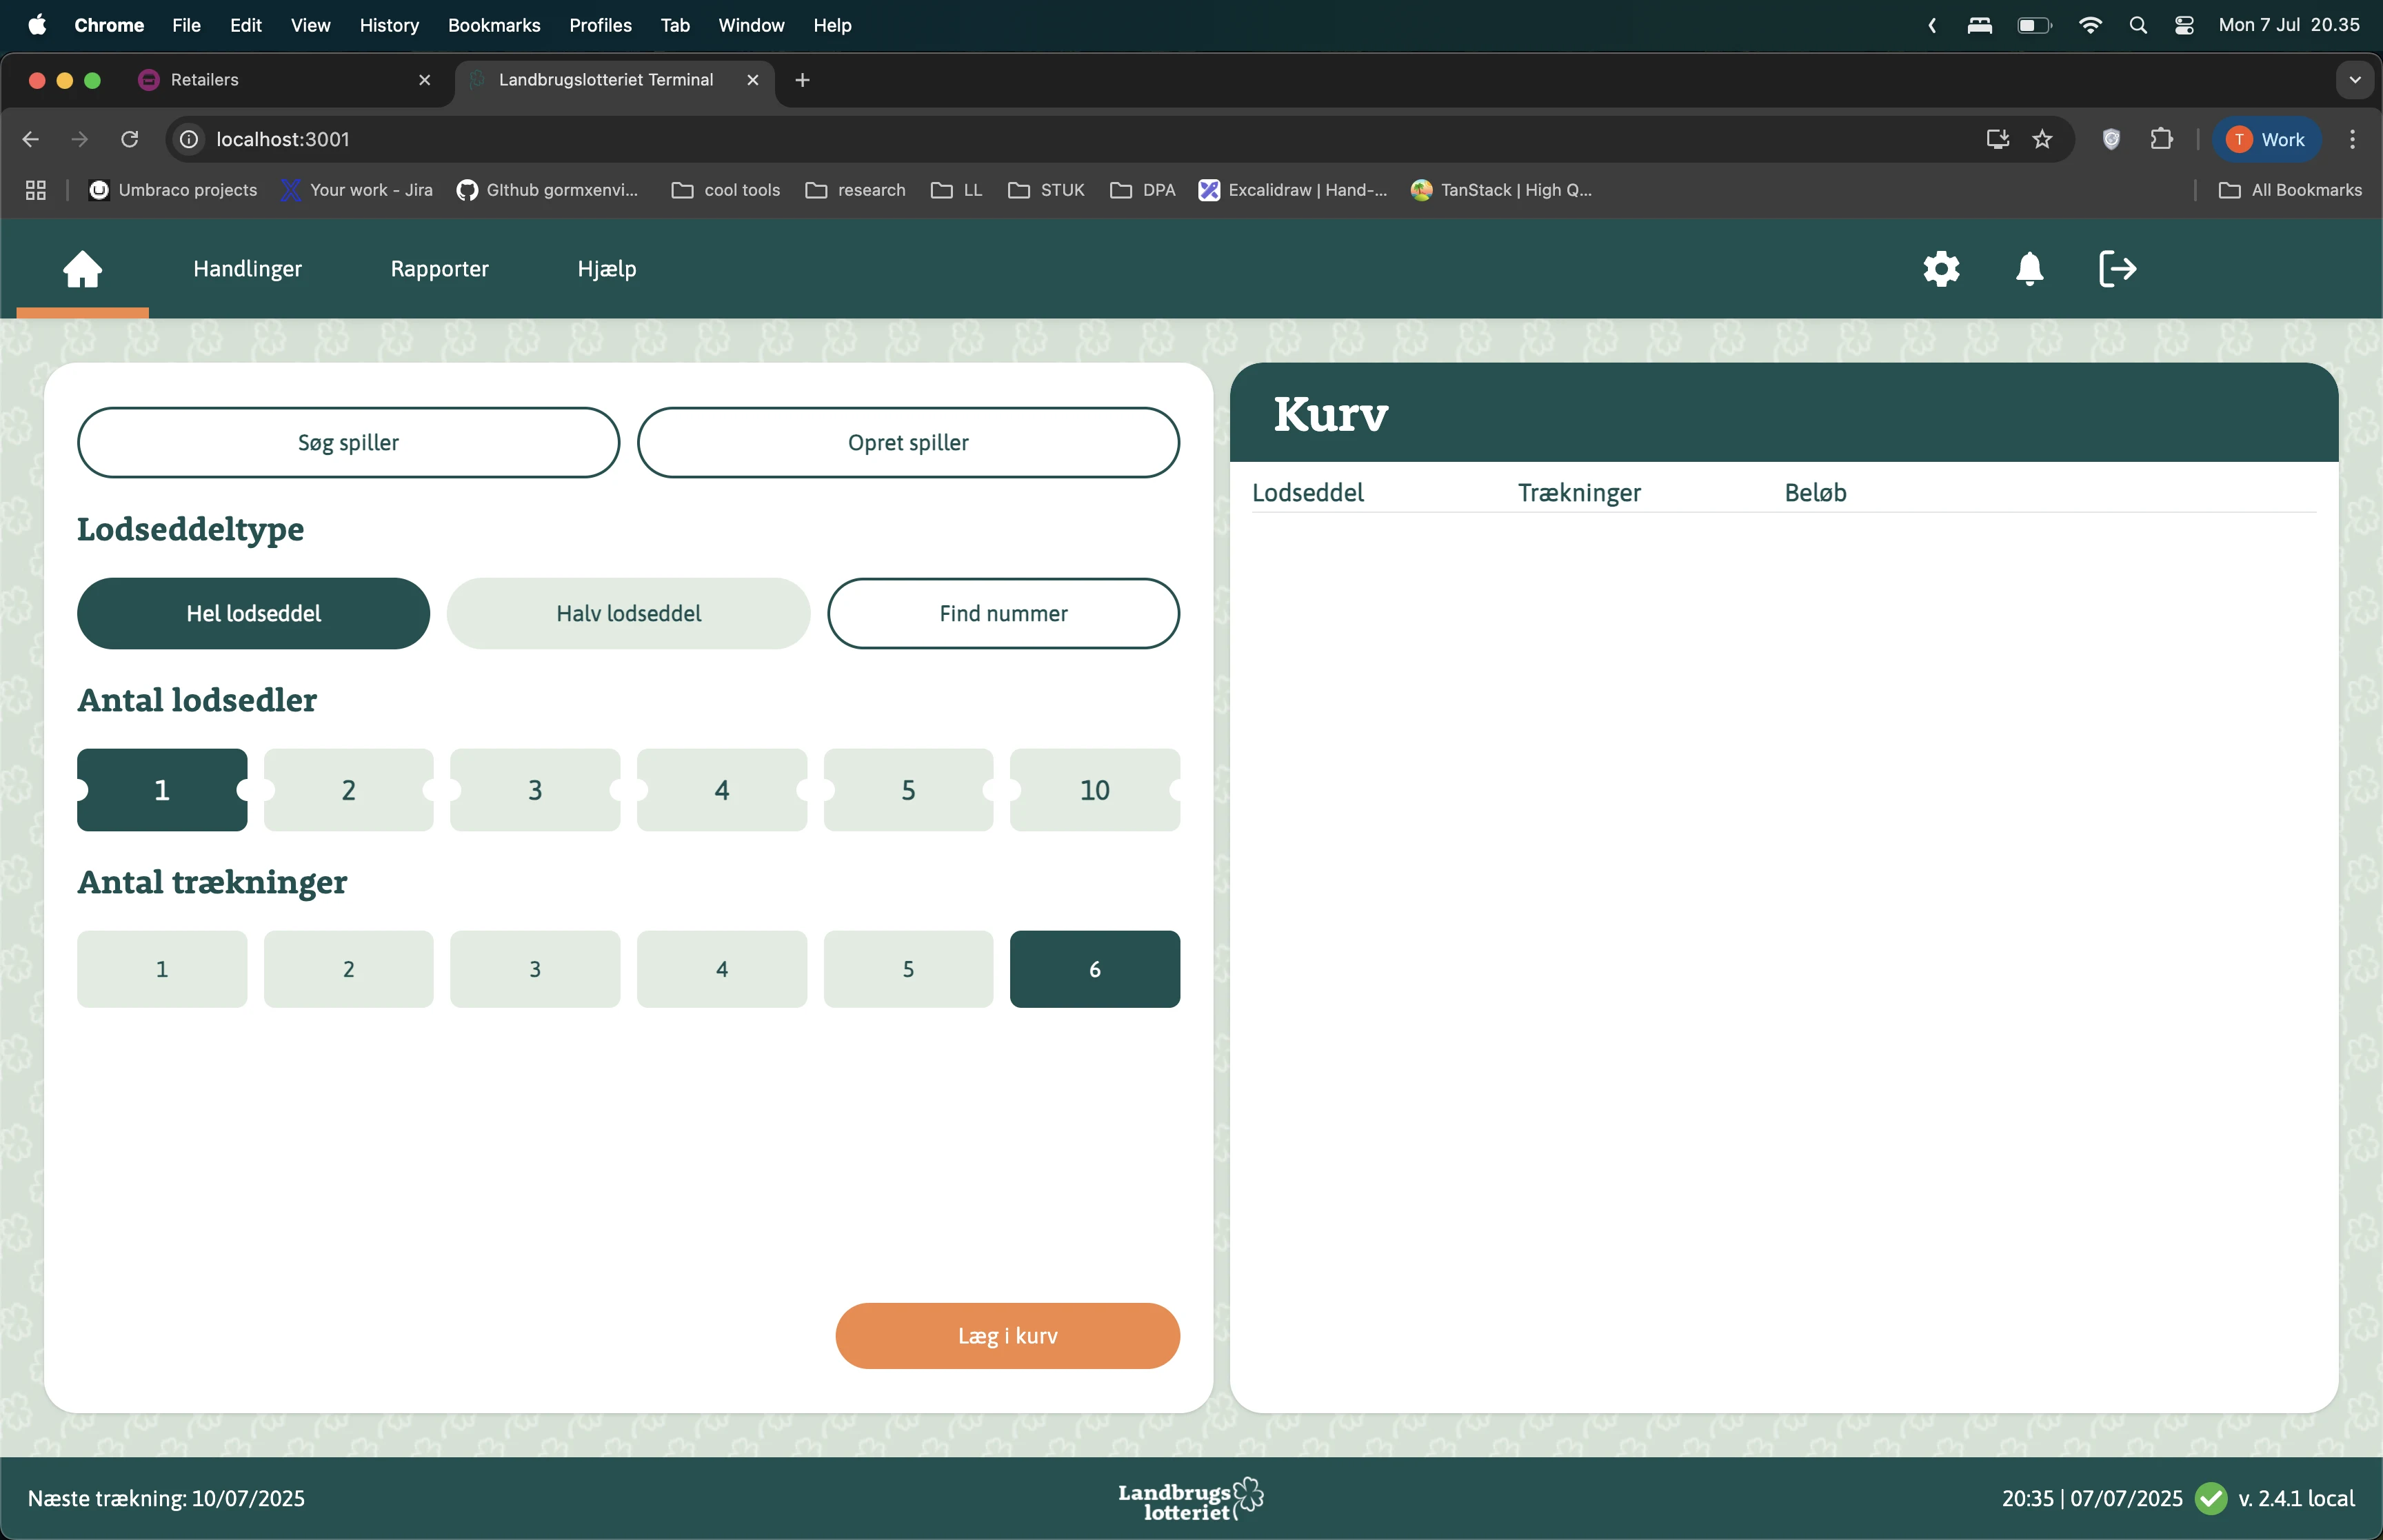 Chrome File Edit View History Bookmarks Profiles Tab Window Help Mon 7 Jul 20.35
Retailers Landbrugslotteriet Terminal
localhost:3001 T Work
Umbraco projects Your work - Jira GIthub gormxenvi... cool tools research LL STUK DPA Excalidraw | Hand-... TanStack | High Q... All Bookmarks
Handlinger Rapporter Hjælp
Søg spiller Opret spiller
Lodseddeltype
Hel lodseddel Halv lodseddel Find nummer
Antal lodsedler
1 2 3 4 5 10
Antal trækninger
1 2 3 4 5 6
Læg i kurv
Kurv
Lodseddel Trækninger Beløb
Næste trækning: 10/07/2025
Landbrugs
lotteriet
20:35 | 07/07/2025 v. 2.4.1 local